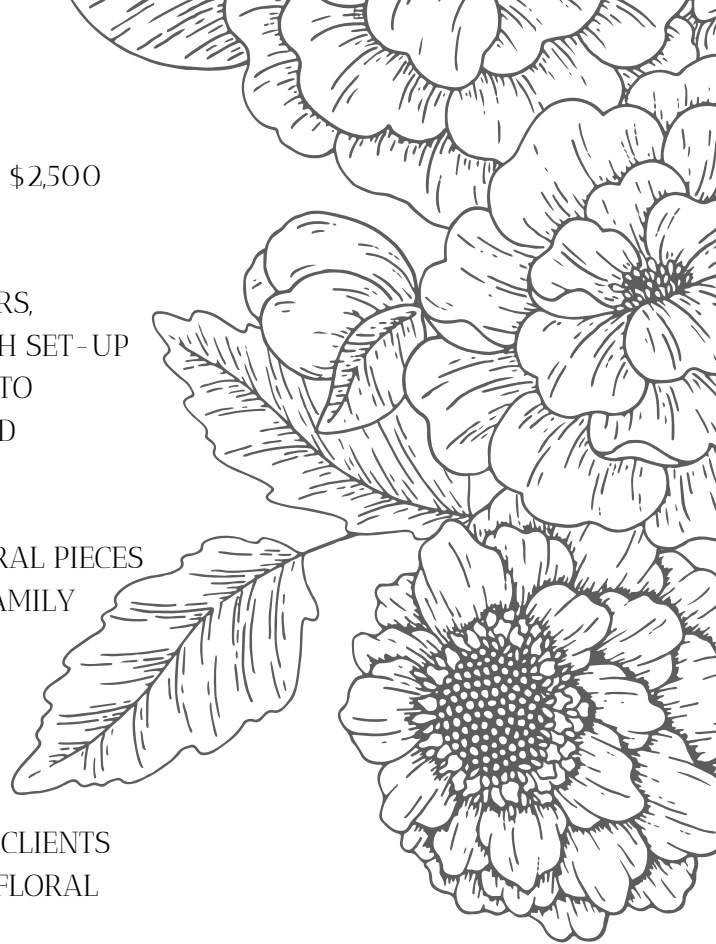 $2,500
RS,
H SET-UP
TO
D
RAL PIECES
AMILY
CLIENTS
FLORAL